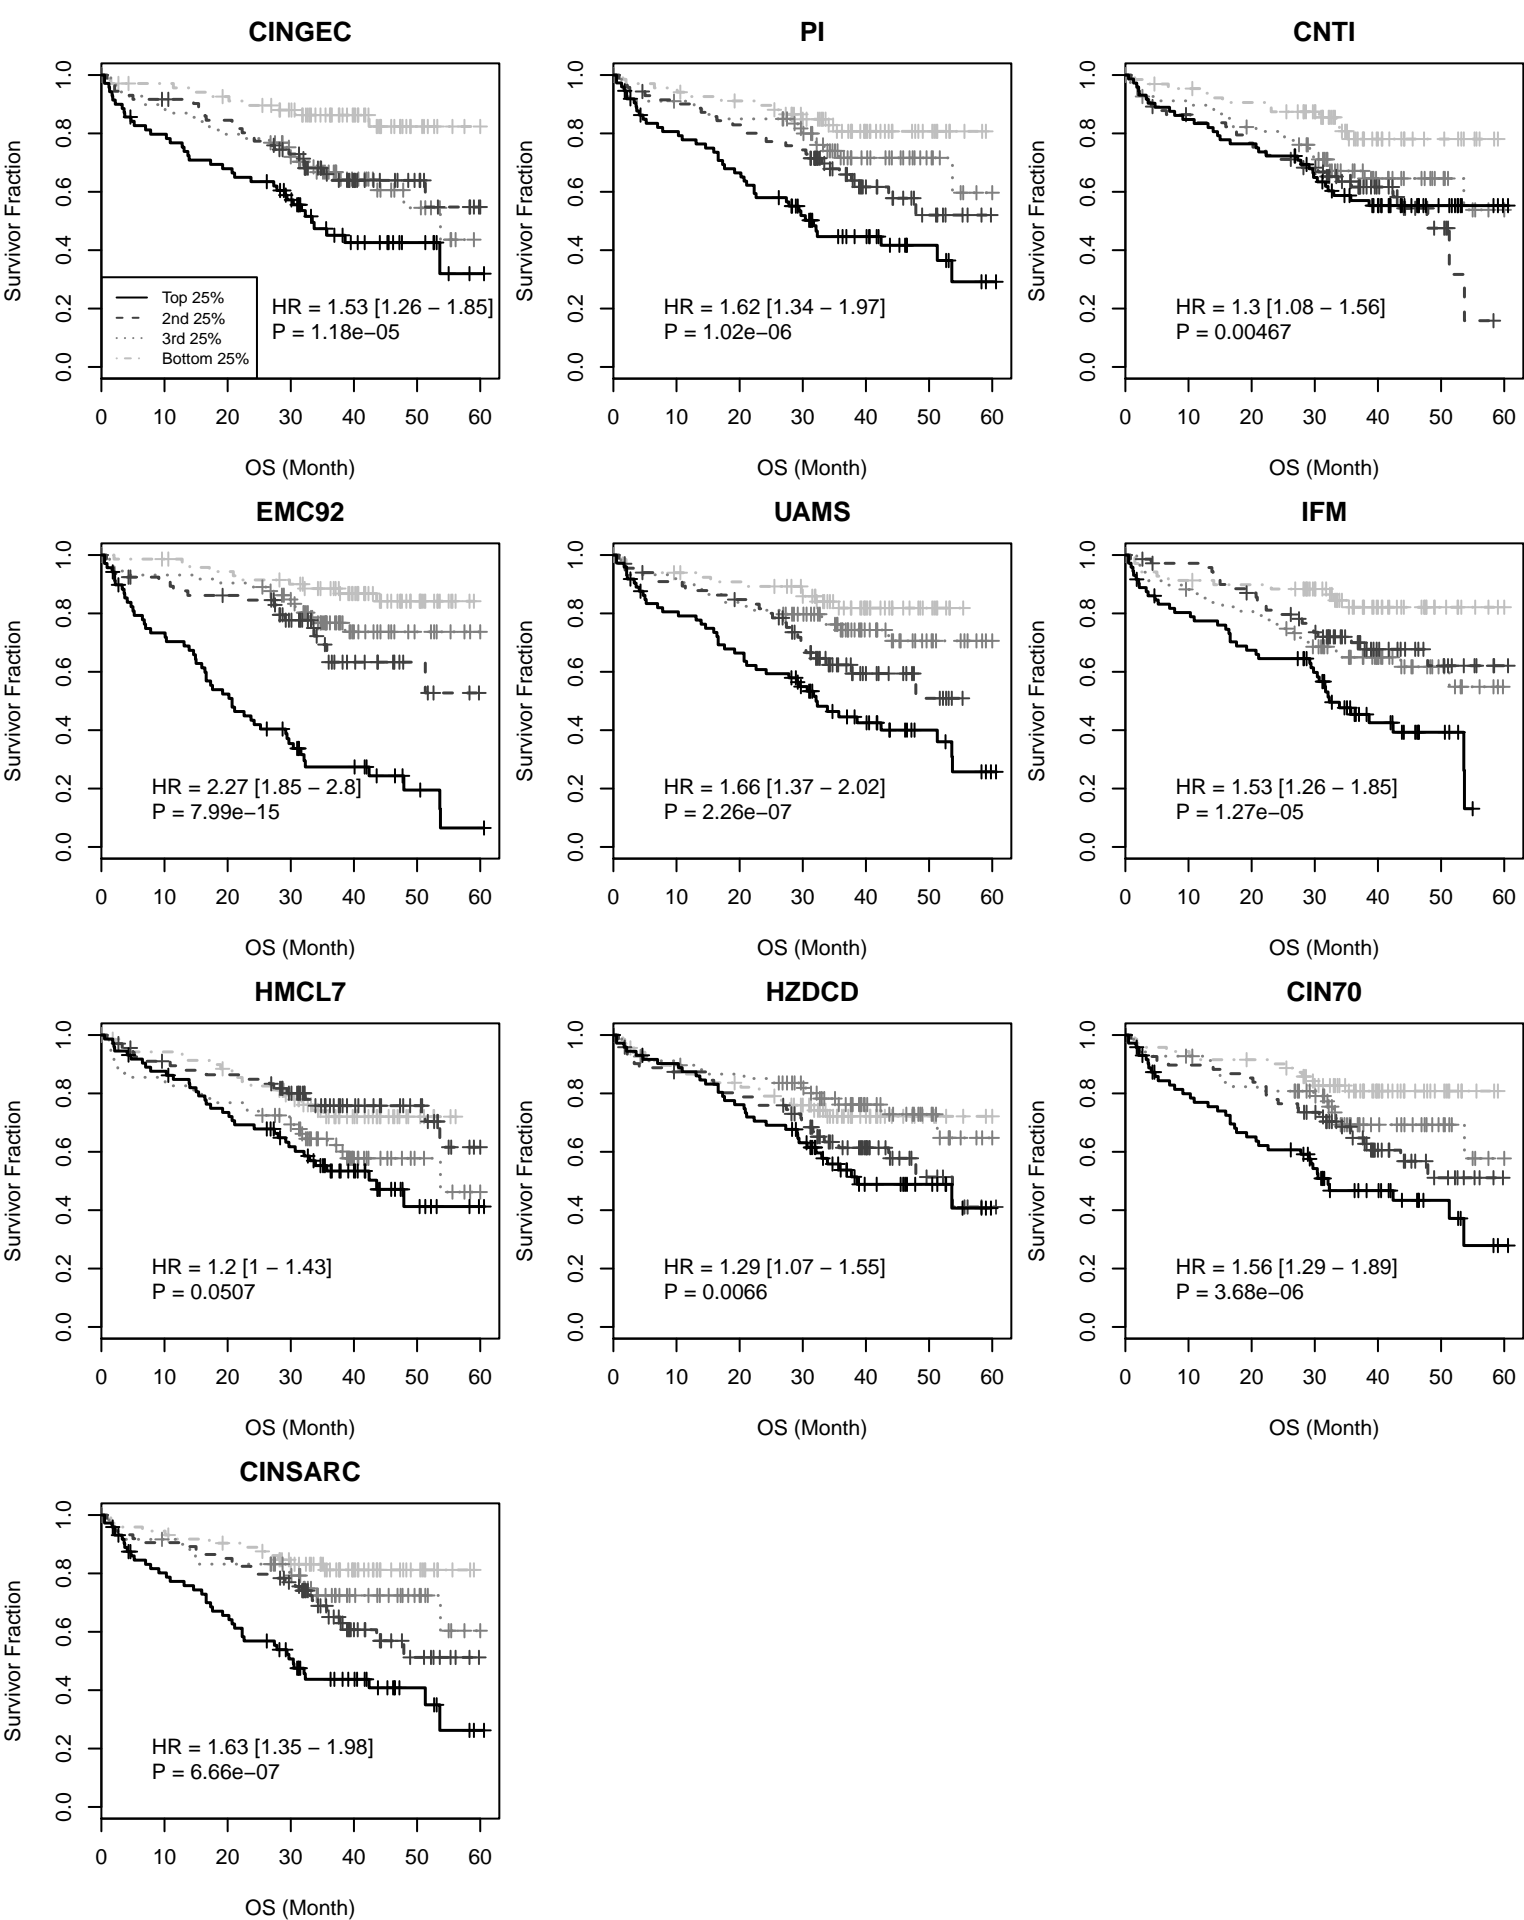 CINGEC
Survivor Fraction
0.0 0.2 0.4 0.6 0.8 1.0
Top 25%
2nd 25%
3rd 25%
Bottom 25%
HR = 1.53 [1.26 − 1.85]
P = 1.18e−05
0 10 20 30 40 50 60
OS (Month)
PI
Survivor Fraction
0.0 0.2 0.4 0.6 0.8 1.0
HR = 1.62 [1.34 − 1.97]
P = 1.02e−06
0 10 20 30 40 50 60
OS (Month)
CNTI
Survivor Fraction
0.0 0.2 0.4 0.6 0.8 1.0
HR = 1.3 [1.08 − 1.56]
P = 0.00467
0 10 20 30 40 50 60
OS (Month)
EMC92
Survivor Fraction
0.0 0.2 0.4 0.6 0.8 1.0
HR = 2.27 [1.85 − 2.8]
P = 7.99e−15
0 10 20 30 40 50 60
OS (Month)
UAMS
Survivor Fraction
0.0 0.2 0.4 0.6 0.8 1.0
HR = 1.66 [1.37 − 2.02]
P = 2.26e−07
0 10 20 30 40 50 60
OS (Month)
IFM
Survivor Fraction
0.0 0.2 0.4 0.6 0.8 1.0
HR = 1.53 [1.26 − 1.85]
P = 1.27e−05
0 10 20 30 40 50 60
OS (Month)
HMCL7
Survivor Fraction
0.0 0.2 0.4 0.6 0.8 1.0
HR = 1.2 [1 − 1.43]
P = 0.0507
0 10 20 30 40 50 60
OS (Month)
HZDCD
Survivor Fraction
0.0 0.2 0.4 0.6 0.8 1.0
HR = 1.29 [1.07 − 1.55]
P = 0.0066
0 10 20 30 40 50 60
OS (Month)
CIN70
Survivor Fraction
0.0 0.2 0.4 0.6 0.8 1.0
HR = 1.56 [1.29 − 1.89]
P = 3.68e−06
0 10 20 30 40 50 60
OS (Month)
CINSARC
Survivor Fraction
0.0 0.2 0.4 0.6 0.8 1.0
HR = 1.63 [1.35 − 1.98]
P = 6.66e−07
0 10 20 30 40 50 60
OS (Month)